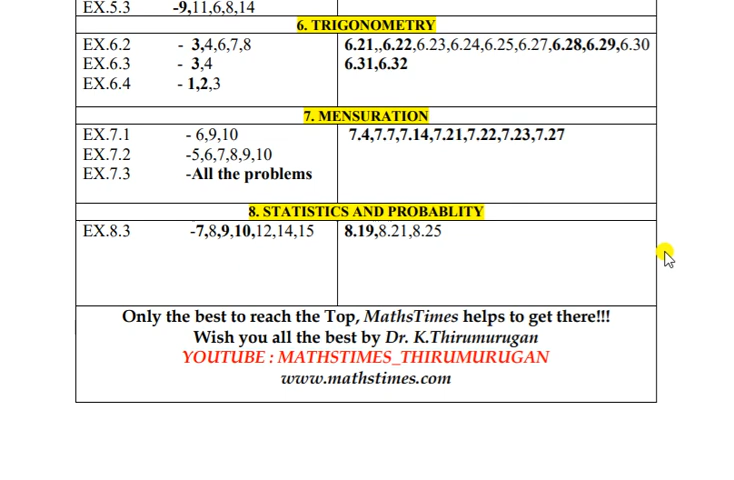 EX.5.3 -9,11,6,8,14
6. TRIGONOMETRY
EX.6.2 - 3,4,6,7,8 6.21,,6.22,6.23,6.24,6.25,6.27,6.28,6.29,6.30
EX.6.3 - 3,4 6.31,6.32
EX.6.4 - 1,2,3
7. MENSURATION
EX.7.1 - 6,9,10 7.4,7.7,7.14,7.21,7.22,7.23,7.27
EX.7.2 -5,6,7,8,9,10
EX.7.3 -All the problems
8. STATISTICS AND PROBABLITY
EX.8.3 -7,8,9,10,12,14,15 8.19,8.21,8.25
Only the best to reach the Top, MathsTimes helps to get there!!!
Wish you all the best by Dr. K.Thirumurugan
YOUTUBE : MATHSTIMES_THIRUMURUGAN
www.mathstimes.com